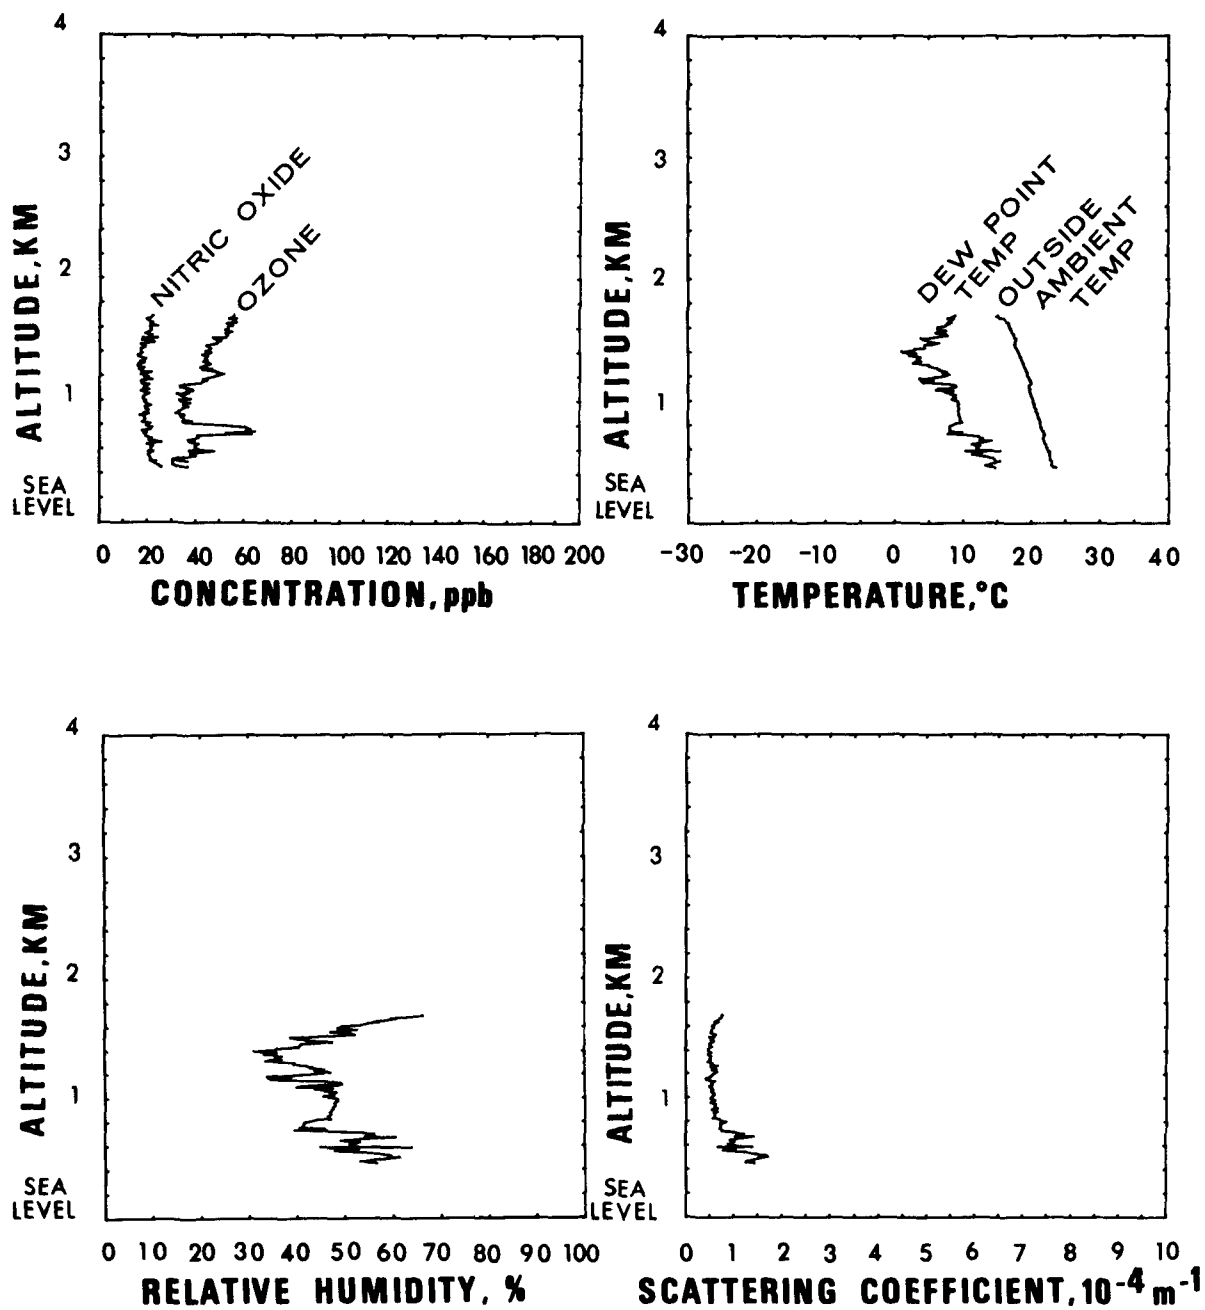 4
3
2
1
ALTITUDE, KM
SEA
LEVEL
NITRIC OXIDE
OZONE
0 20 40 60 80 100 120 140 160 200
CONCENTRATION, ppb
4
3
2
1
ALTITUDE, KM
SEA
LEVEL
DEW POINT
TEMP
OUTSIDE
AMBIENT
TEMP
-30 -20 -10 0 10 20 30 40
TEMPERATURE, °C
4
3
2
1
ALTITUDE, KM
SEA
LEVEL
0 10 20 30 40 50 60 70 80 90 100
RELATIVE HUMIDITY, %
4
3
2
1
ALTITUDE, KM
SEA
LEVEL
0 1 2 3 4 5 6 7 8 9 10
SCATTERING COEFFICIENT, 10-4 m-1